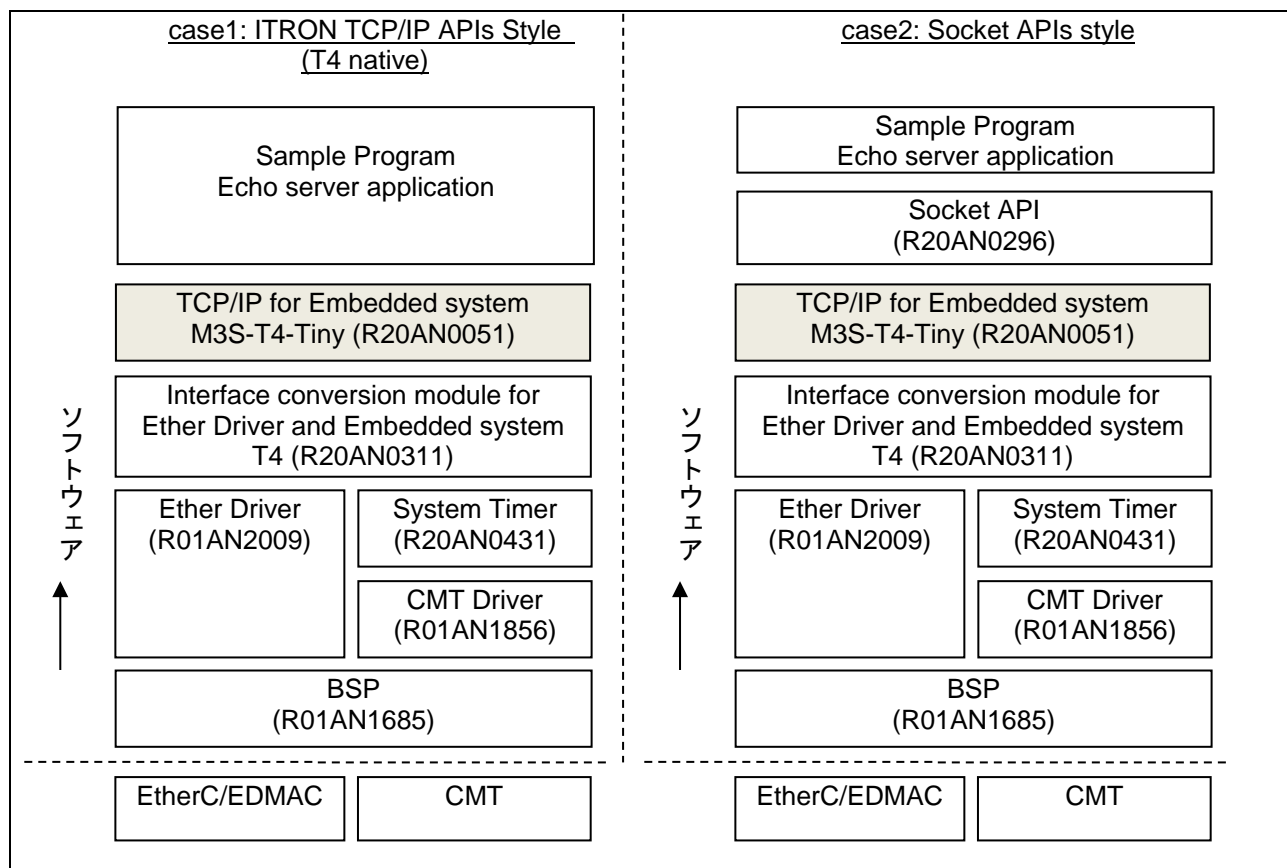 case1: ITRON TCP/IP APIs Style
(T4 native)
Sample Program
Echo server application
TCP/IP for Embedded system
M3S-T4-Tiny (R20AN0051)
Interface conversion module for
Ether Driver and Embedded system
T4 (R20AN0311)
ソフトウェア
Ether Driver
(R01AN2009)
System Timer
(R20AN0431)
CMT Driver
(R01AN1856)
BSP
(R01AN1685)
EtherC/EDMAC
CMT
case2: Socket APIs style
Sample Program
Echo server application
Socket API
(R20AN0296)
TCP/IP for Embedded system
M3S-T4-Tiny (R20AN0051)
Interface conversion module for
Ether Driver and Embedded system
T4 (R20AN0311)
ソフトウェア
Ether Driver
(R01AN2009)
System Timer
(R20AN0431)
CMT Driver
(R01AN1856)
BSP
(R01AN1685)
EtherC/EDMAC
CMT